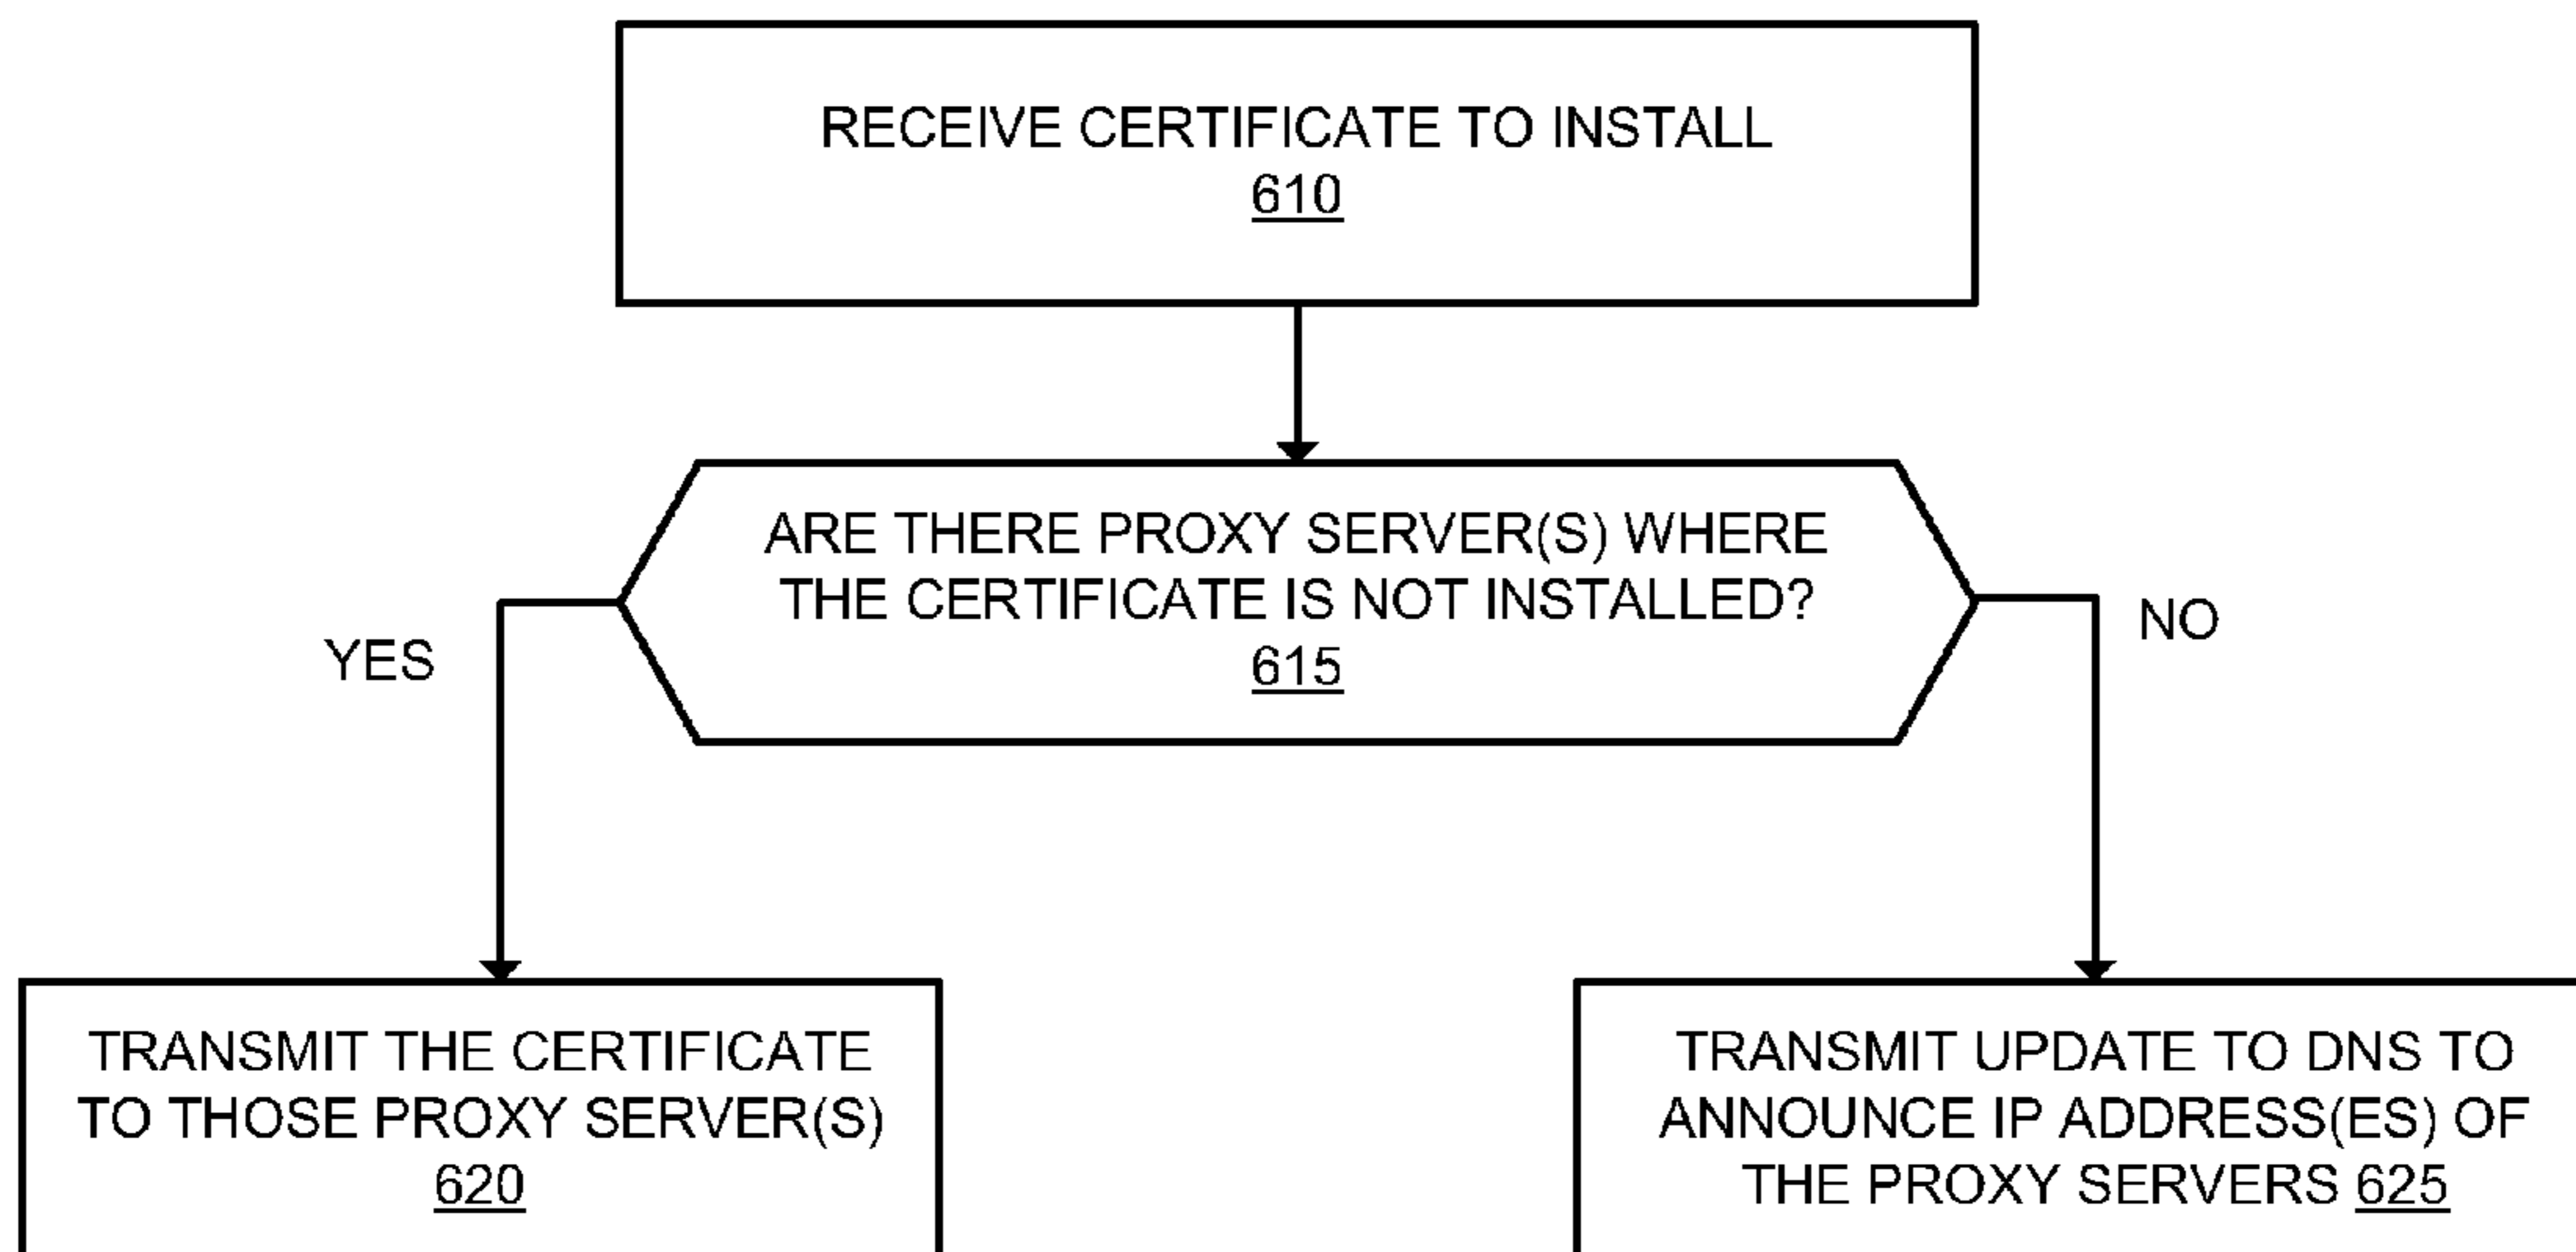 RECEIVE CERTIFICATE TO INSTALL
610
ARE THERE PROXY SERVER(S) WHERE
THE CERTIFICATE IS NOT INSTALLED?
615
YES
NO
TRANSMIT THE CERTIFICATE
TO THOSE PROXY SERVER(S)
620
TRANSMIT UPDATE TO DNS TO
ANNOUNCE IP ADDRESS(ES) OF
THE PROXY SERVERS 625